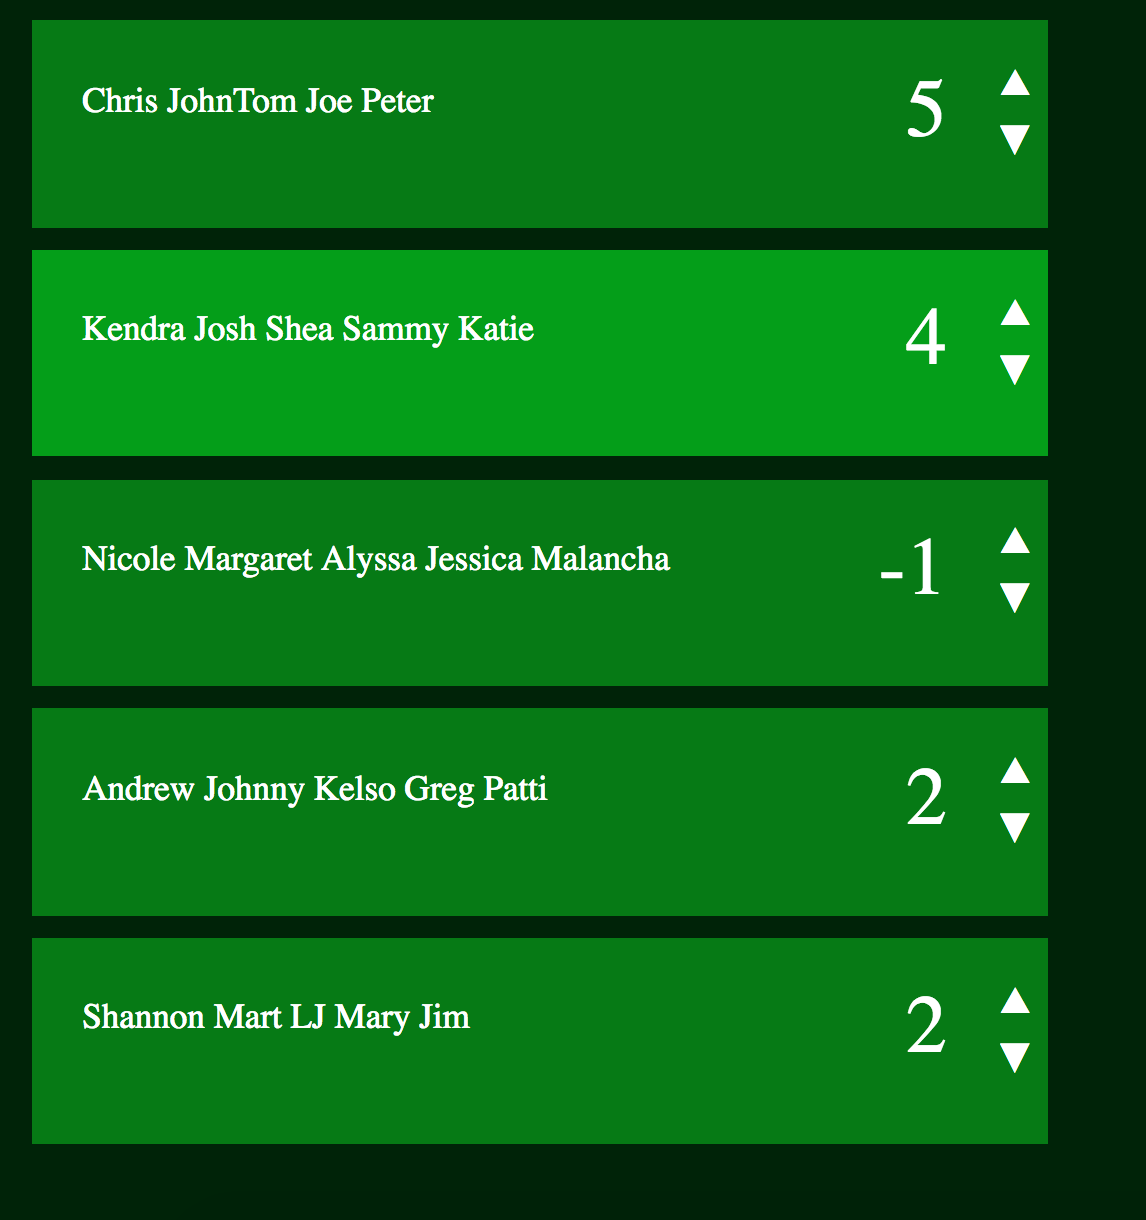 Chris JohnTom Joe Peter 5
Kendra Josh Shea Sammy Katie 4
Nicole Margaret Alyssa Jessica Malancha -1
Andrew Johnny Kelso Greg Patti 2
Shannon Mart LJ Mary Jim 2